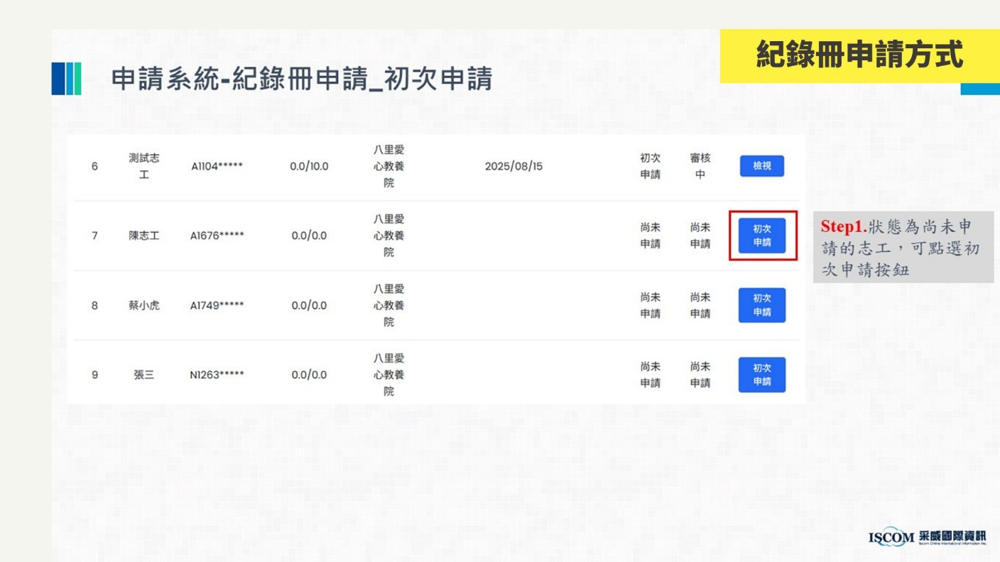 紀錄冊申請方式
申請系統-紀錄冊申請_初次申請
6 測試志工 A1104***** 0.0/10.0 八里愛心教養院 2025/08/15 初次申請 審核中 檢視
7 陳志工 A1676***** 0.0/0.0 八里愛心教養院 尚未申請 尚未申請 初次申請
8 蔡小虎 A1749***** 0.0/0.0 八里愛心教養院 尚未申請 尚未申請 初次申請
9 張三 N1263***** 0.0/0.0 八里愛心教養院 尚未申請 尚未申請 初次申請
Step1.狀態為尚未申
請的志工，可點選初
次申請按鈕
ISCOM 采威國際資訊